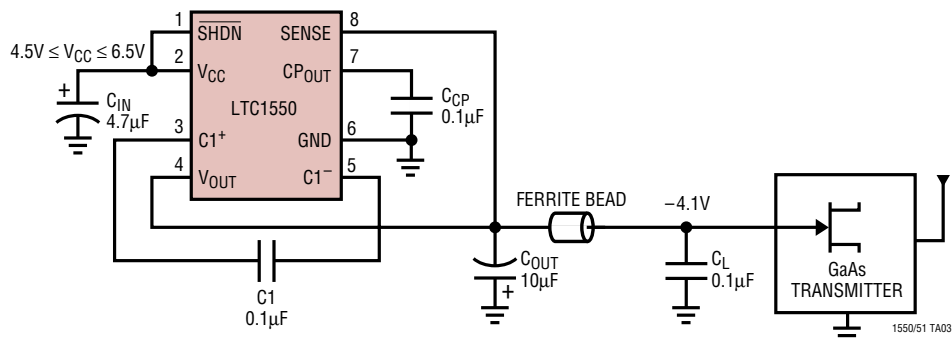 1
S̅H̅D̅N̅
SENSE
8
4.5V ≤ VCC ≤ 6.5V
2
VCC
CPOUT
7
+
CIN
4.7µF
LTC1550
CCP
0.1µF
3
C1+
GND
6
4
VOUT
C1−
5
FERRITE BEAD
−4.1V
COUT
10µF
+
CL
0.1µF
GaAs
TRANSMITTER
C1
0.1µF
1550/51 TA03